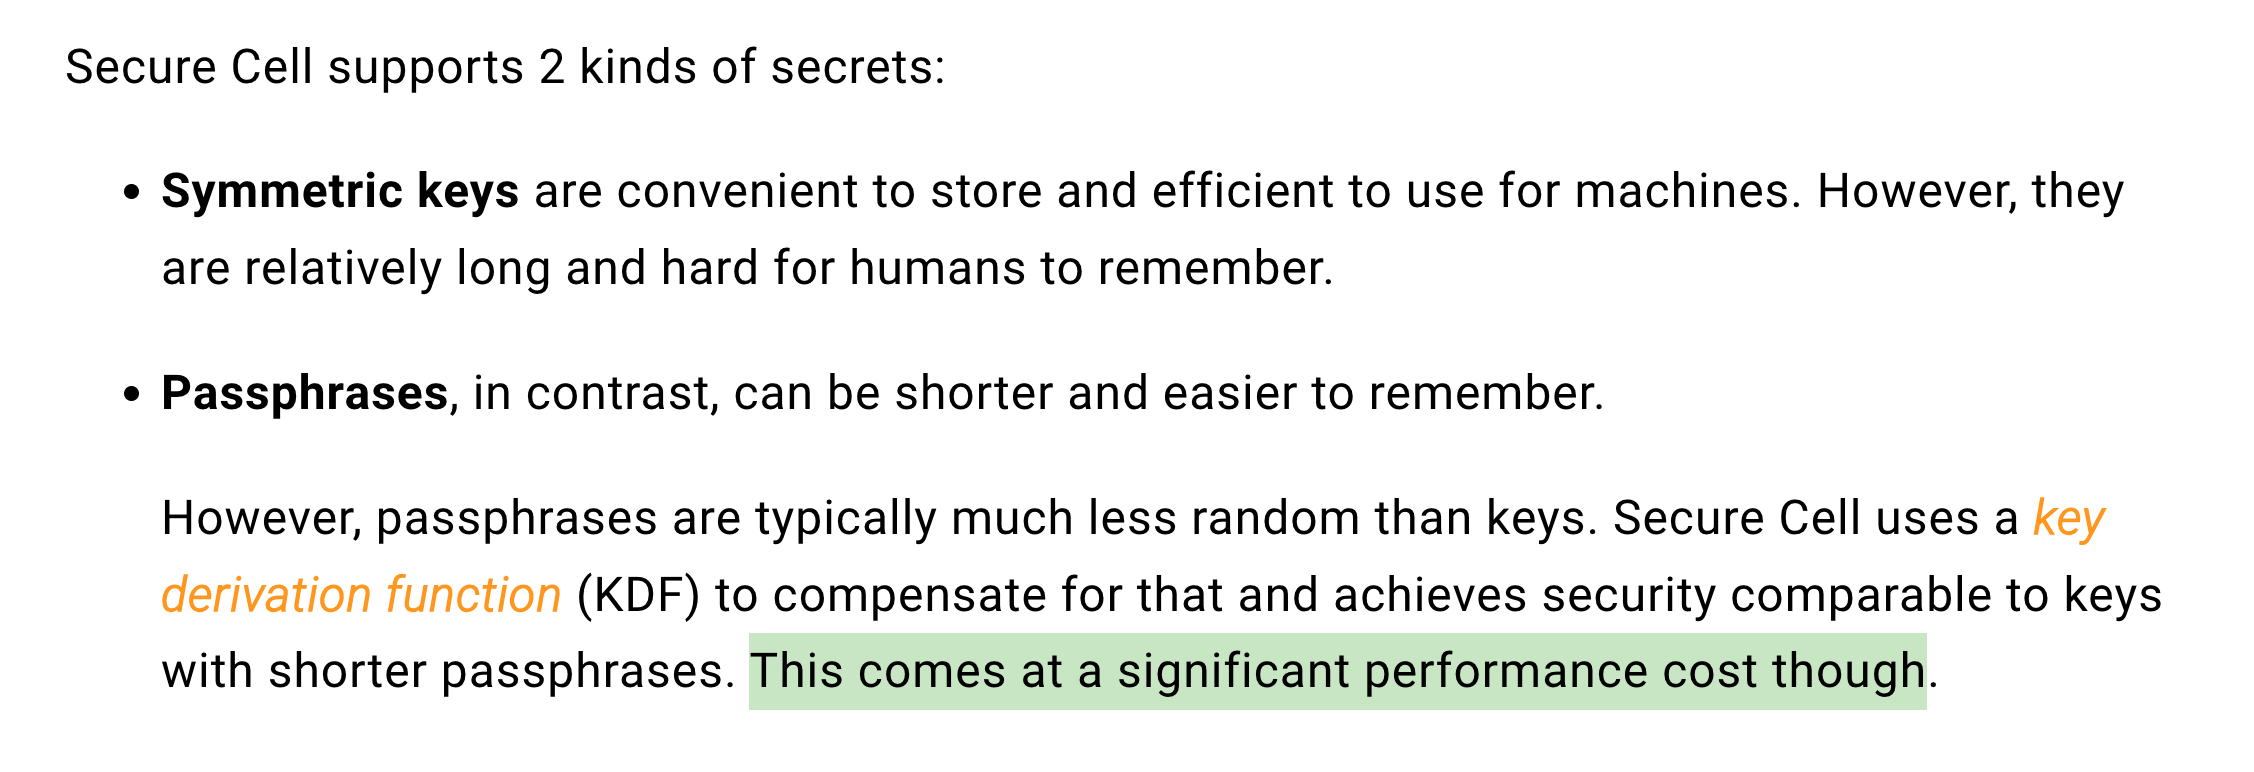 Secure Cell supports 2 kinds of secrets:
• Symmetric keys are convenient to store and efficient to use for machines. However, they
are relatively long and hard for humans to remember.
• Passphrases, in contrast, can be shorter and easier to remember.
However, passphrases are typically much less random than keys. Secure Cell uses a key
derivation function (KDF) to compensate for that and achieves security comparable to keys
with shorter passphrases. This comes at a significant performance cost though.